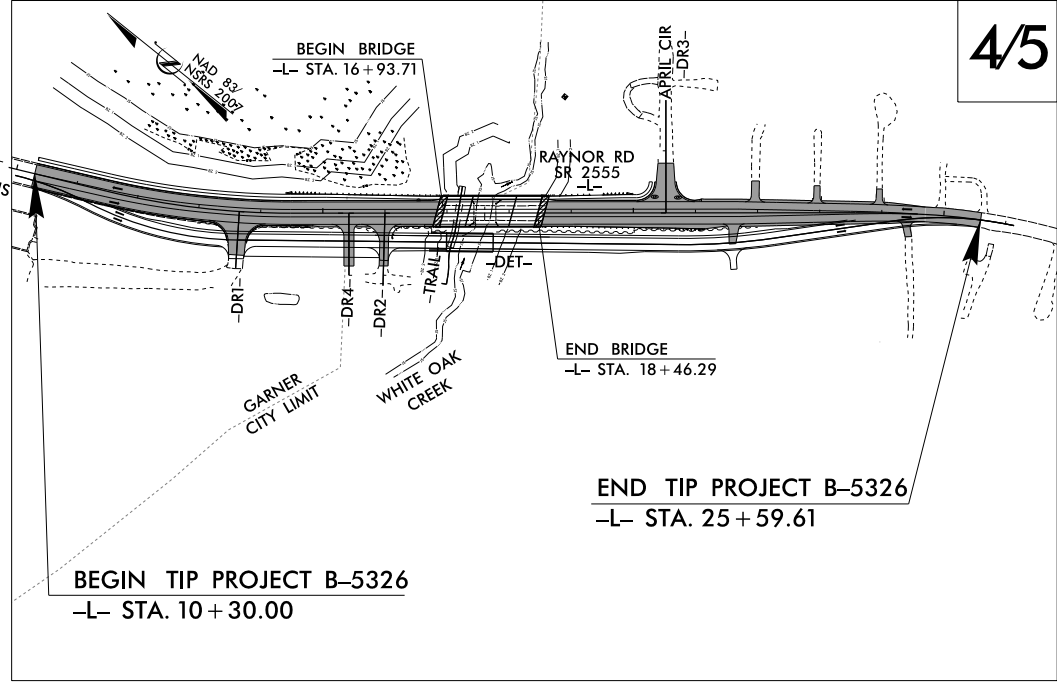 4/5
NAD 83/
NSRS 2007
BEGIN BRIDGE
-L- STA. 16+93.71
APRIL CIR
-DR3-
RAYNOR RD
SR 2555
-L-
-DR1-
-DR4-
-DR2-
-TRAIL-
-DET-
END BRIDGE
-L- STA. 18+46.29
GARNER
CITY LIMIT
WHITE OAK
CREEK
END TIP PROJECT B-5326
-L- STA. 25+59.61
BEGIN TIP PROJECT B-5326
-L- STA. 10+30.00